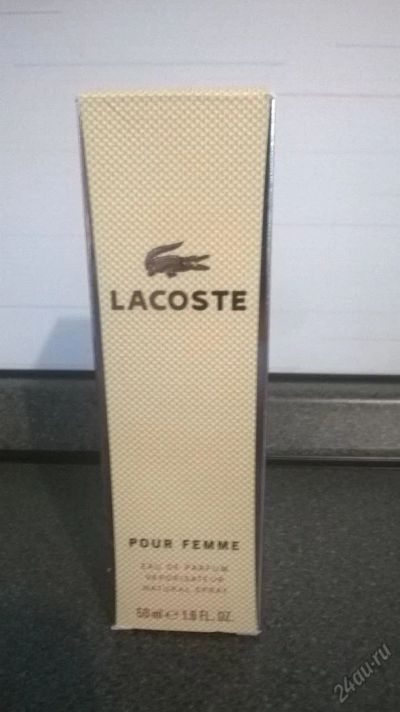 LACOSTE
POUR FEMME
EAU DE PARFUM
VAPORISATEUR
NATURAL SPRAY
50 ml e 1.6 FL. OZ.
24au.ru